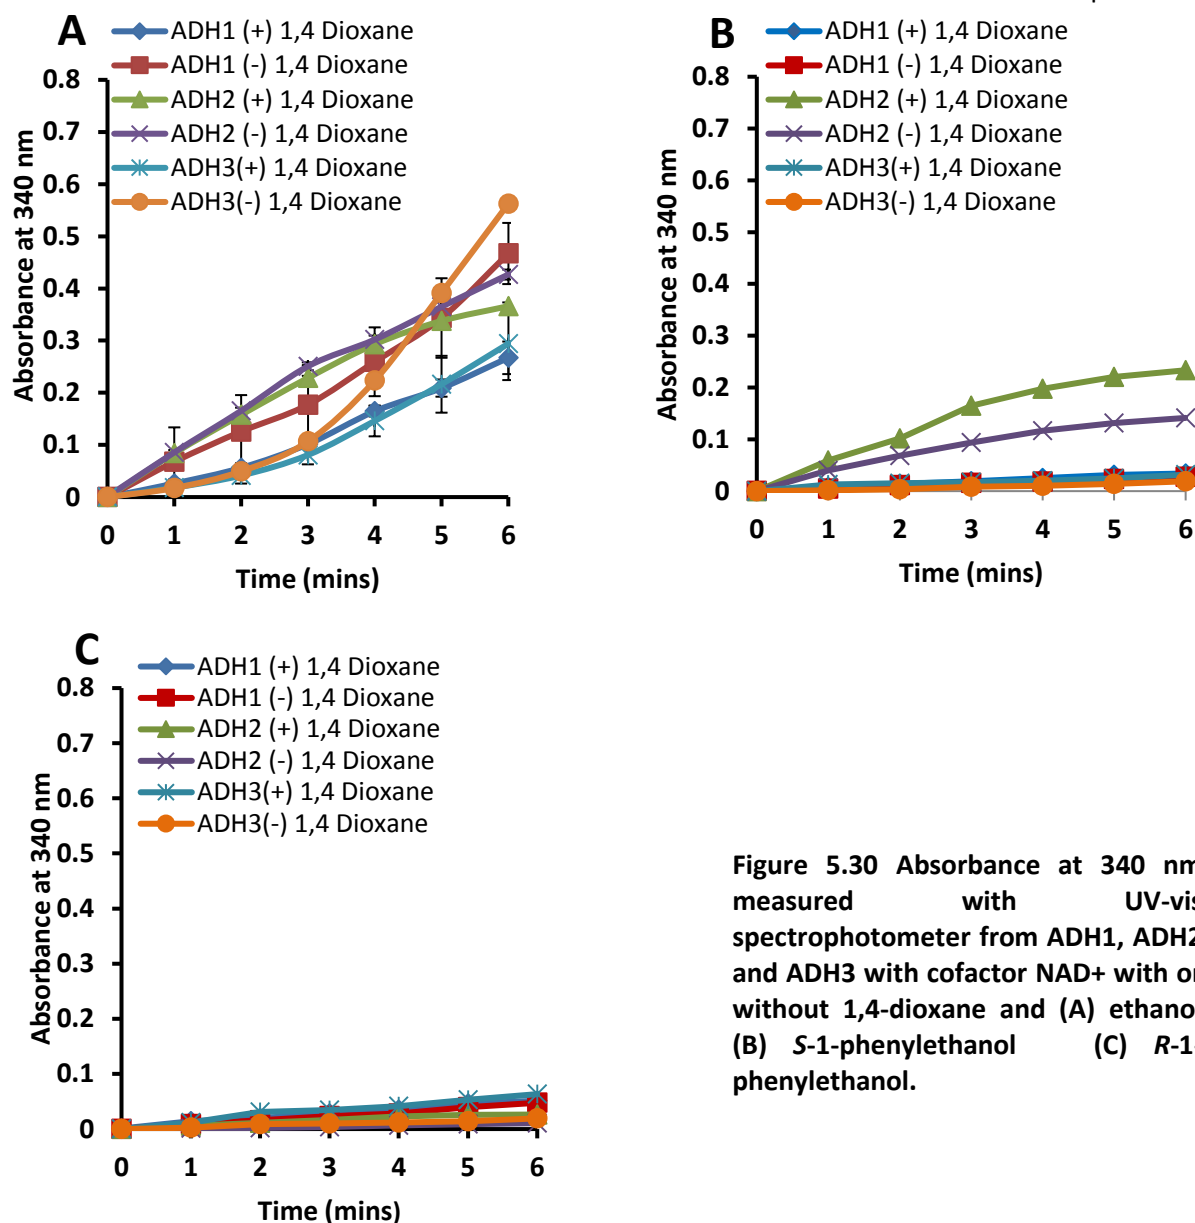 A
ADH1 (+) 1,4 Dioxane
ADH1 (-) 1,4 Dioxane
ADH2 (+) 1,4 Dioxane
ADH2 (-) 1,4 Dioxane
ADH3(+) 1,4 Dioxane
ADH3(-) 1,4 Dioxane
Absorbance at 340 nm
0.8
0.7
0.6
0.5
0.4
0.3
0.2
0.1
0
0 1 2 3 4 5 6
Time (mins)
B
ADH1 (+) 1,4 Dioxane
ADH1 (-) 1,4 Dioxane
ADH2 (+) 1,4 Dioxane
ADH2 (-) 1,4 Dioxane
ADH3(+) 1,4 Dioxane
ADH3(-) 1,4 Dioxane
Absorbance at 340 nm
0.8
0.7
0.6
0.5
0.4
0.3
0.2
0.1
0
0 1 2 3 4 5 6
Time (mins)
C
ADH1 (+) 1,4 Dioxane
ADH1 (-) 1,4 Dioxane
ADH2 (+) 1,4 Dioxane
ADH2 (-) 1,4 Dioxane
ADH3(+) 1,4 Dioxane
ADH3(-) 1,4 Dioxane
Absorbance at 340 nm
0.8
0.7
0.6
0.5
0.4
0.3
0.2
0.1
0
0 1 2 3 4 5 6
Time (mins)
Figure 5.30 Absorbance at 340 nm
measured with UV-vis
spectrophotometer from ADH1, ADH2
and ADH3 with cofactor NAD+ with or
without 1,4-dioxane and (A) ethanol
(B) S-1-phenylethanol (C) R-1-
phenylethanol.